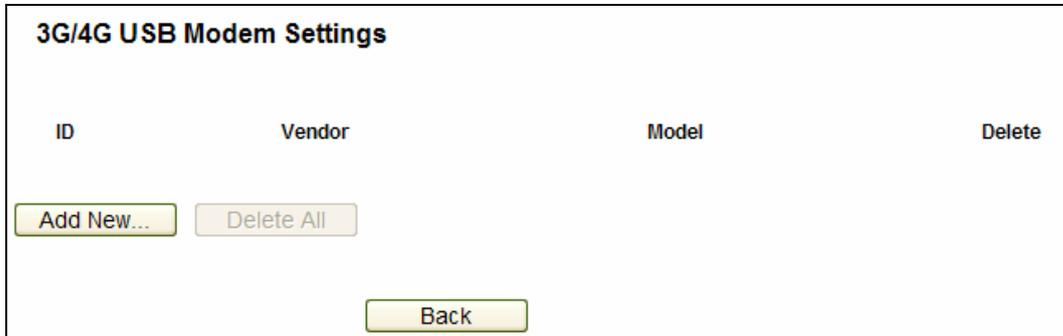 3G/4G USB Modem Settings
ID Vendor Model Delete
Add New... Delete All
Back